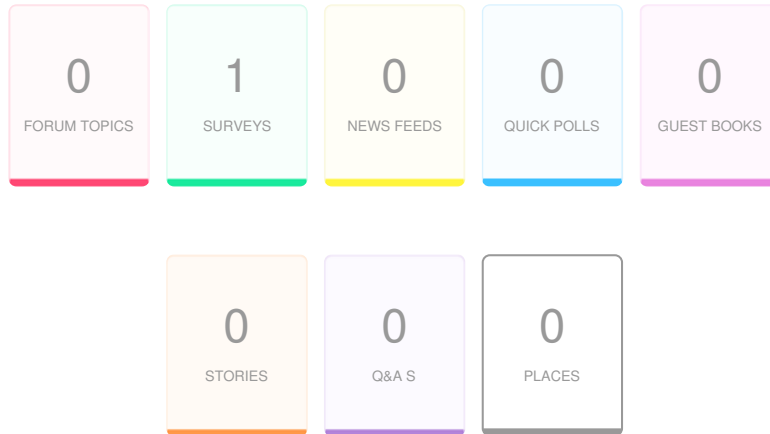 0
FORUM TOPICS
1
SURVEYS
0
NEWS FEEDS
0
QUICK POLLS
0
GUEST BOOKS
0
STORIES
0
Q&A S
0
PLACES